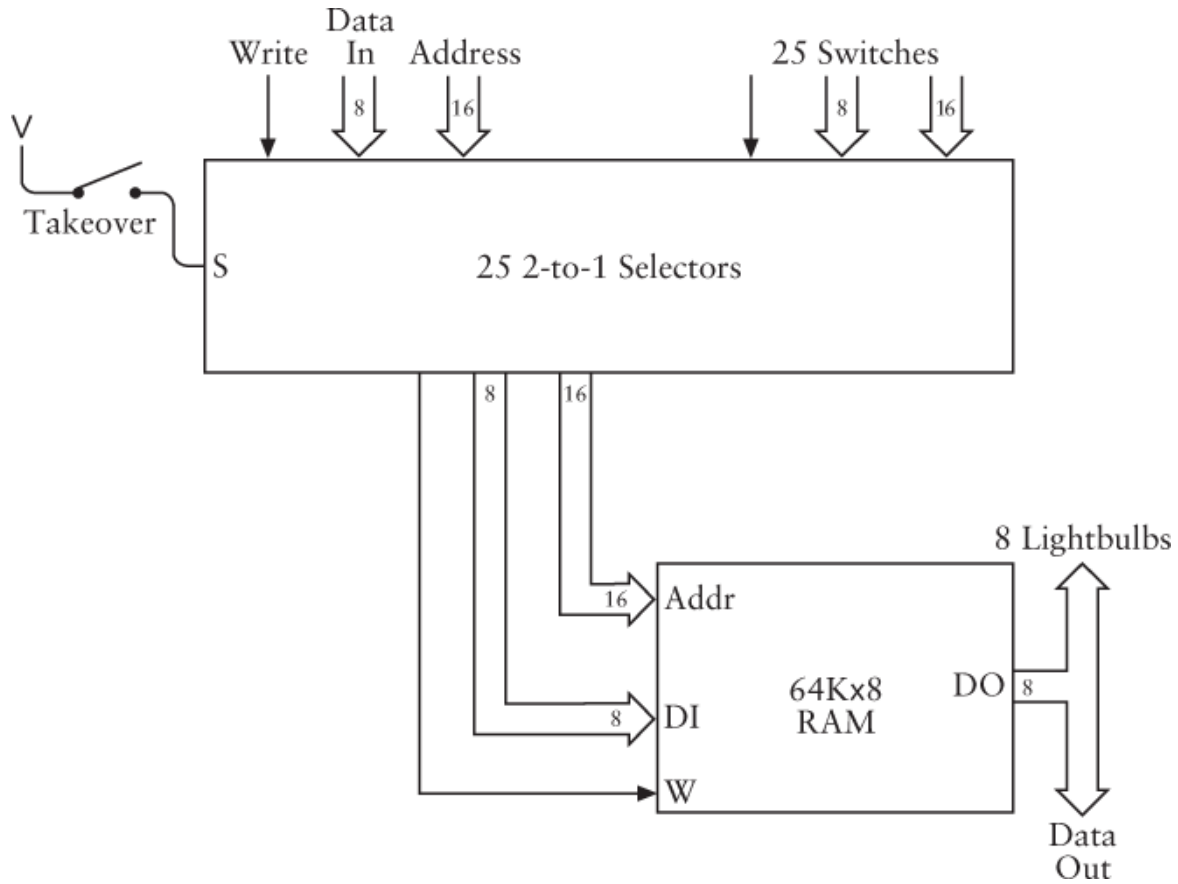 Data
Write In Address 25 Switches
8 16 8 16
V
Takeover
S 25 2-to-1 Selectors
8 16
8 Lightbulbs
16 Addr
64Kx8 DO 8
RAM
8 DI
W
Data
Out